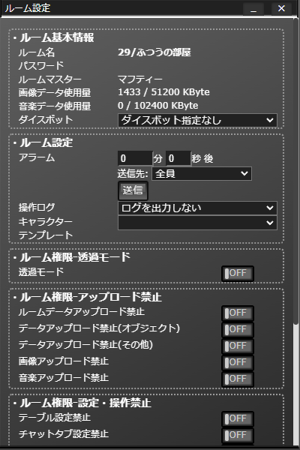 ルーム設定
・ルーム基本情報
ルーム名 29/ふつうの部屋
パスワード
ルームマスター マフティー
画像データ使用量 1433 / 51200 KByte
音楽データ使用量 0 / 102400 KByte
ダイスボット ダイスボット指定なし
・ルーム設定
アラーム 0 分 0 秒 後
送信先: 全員
送信
操作ログ ログを出力しない
キャラクター
テンプレート
・ルーム権限-透過モード
透過モード OFF
・ルーム権限-アップロード禁止
ルームデータアップロード禁止 OFF
データアップロード禁止(オブジェクト) OFF
データアップロード禁止(その他) OFF
画像アップロード禁止 OFF
音楽アップロード禁止 OFF
・ルーム権限-設定・操作禁止
テーブル設定禁止 OFF
チャットタブ設定禁止 OFF